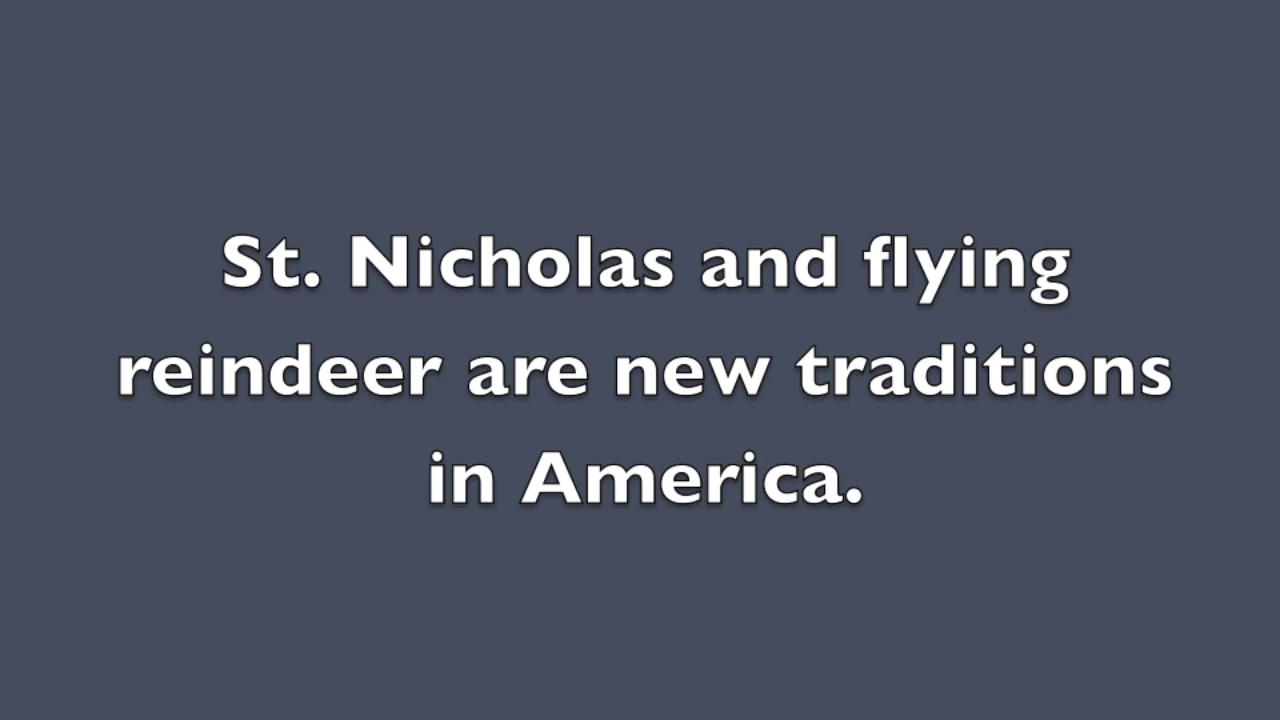 St. Nicholas and flying
reindeer are new traditions
in America.